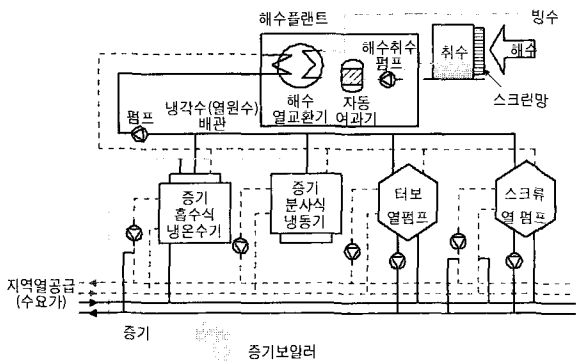 해수플랜트
빙수
해수취수
펌프
취수
해수
스크린망
해수
열교환기
자동
여과기
냉각수(열원수)
배관
펌프
증기
흡수식
냉온수기
증기
분사식
냉동기
터보
열펌프
스크류
열 펌프
지역열공급
(수요가)
증기
증기보일러